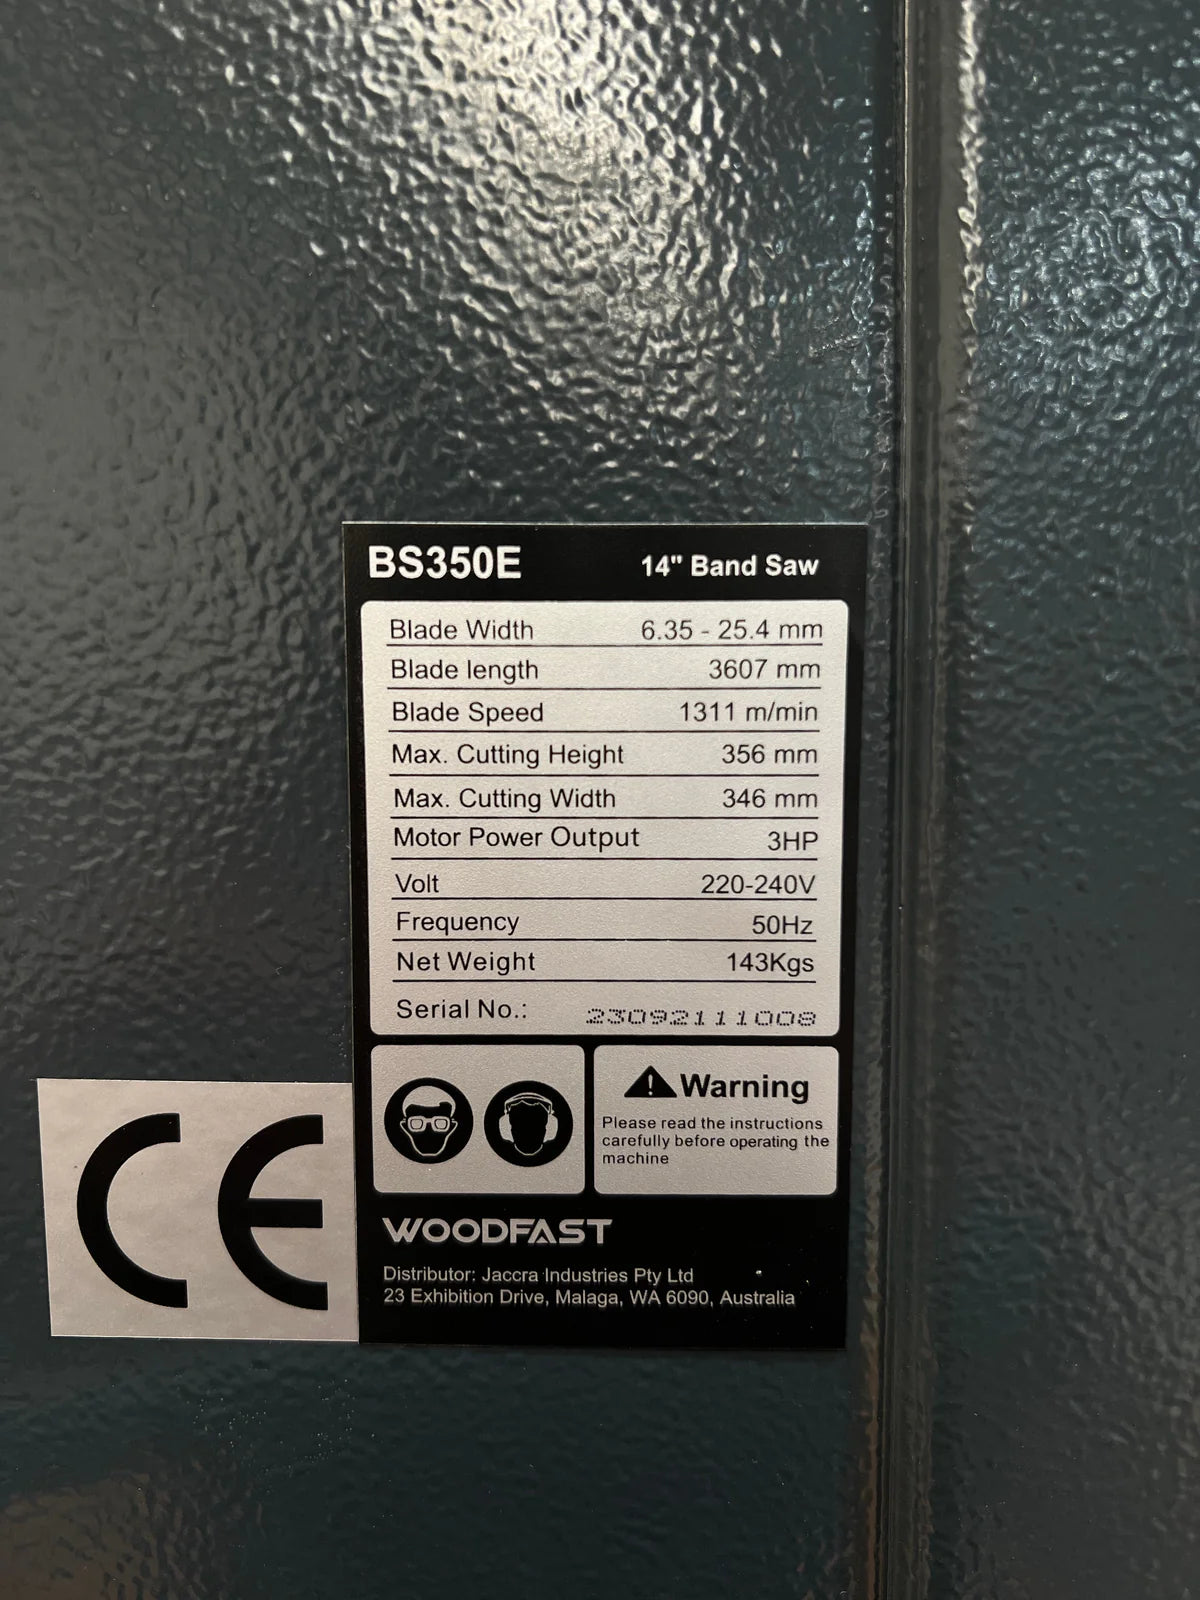 BS350E 14" Band Saw
Blade Width 6.35 - 25.4 mm
Blade length 3607 mm
Blade Speed 1311 m/min
Max. Cutting Height 356 mm
Max. Cutting Width 346 mm
Motor Power Output 3HP
Volt 220-240V
Frequency 50Hz
Net Weight 143Kgs
Serial No.: 23092111008
Warning
Please read the instructions
carefully before operating the
machine
CE
WOODFAST
Distributor: Jaccra Industries Pty Ltd
23 Exhibition Drive, Malaga, WA 6090, Australia